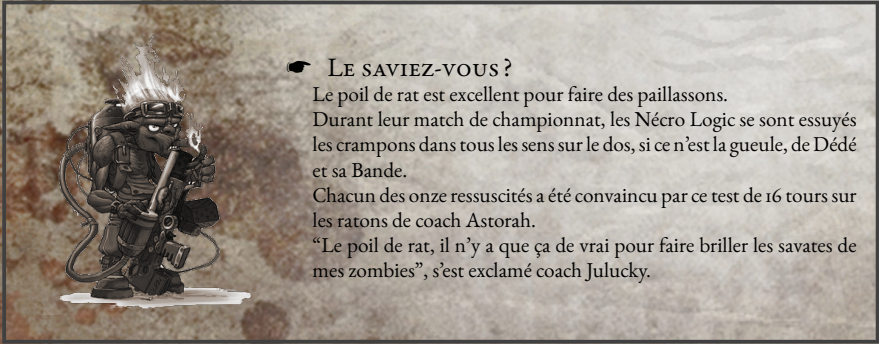 ☛ Le saviez-vous ?
Le poil de rat est excellent pour faire des paillassons.
Durant leur match de championnat, les Nécro Logic se sont essuyés
les crampons dans tous les sens sur le dos, si ce n’est la gueule, de Dédé
et sa Bande.
Chacun des onze ressuscités a été convaincu par ce test de 16 tours sur
les ratons de coach Astorah.
“Le poil de rat, il n’y a que ça de vrai pour faire briller les savates de
mes zombies”, s’est exclamé coach Julucky.